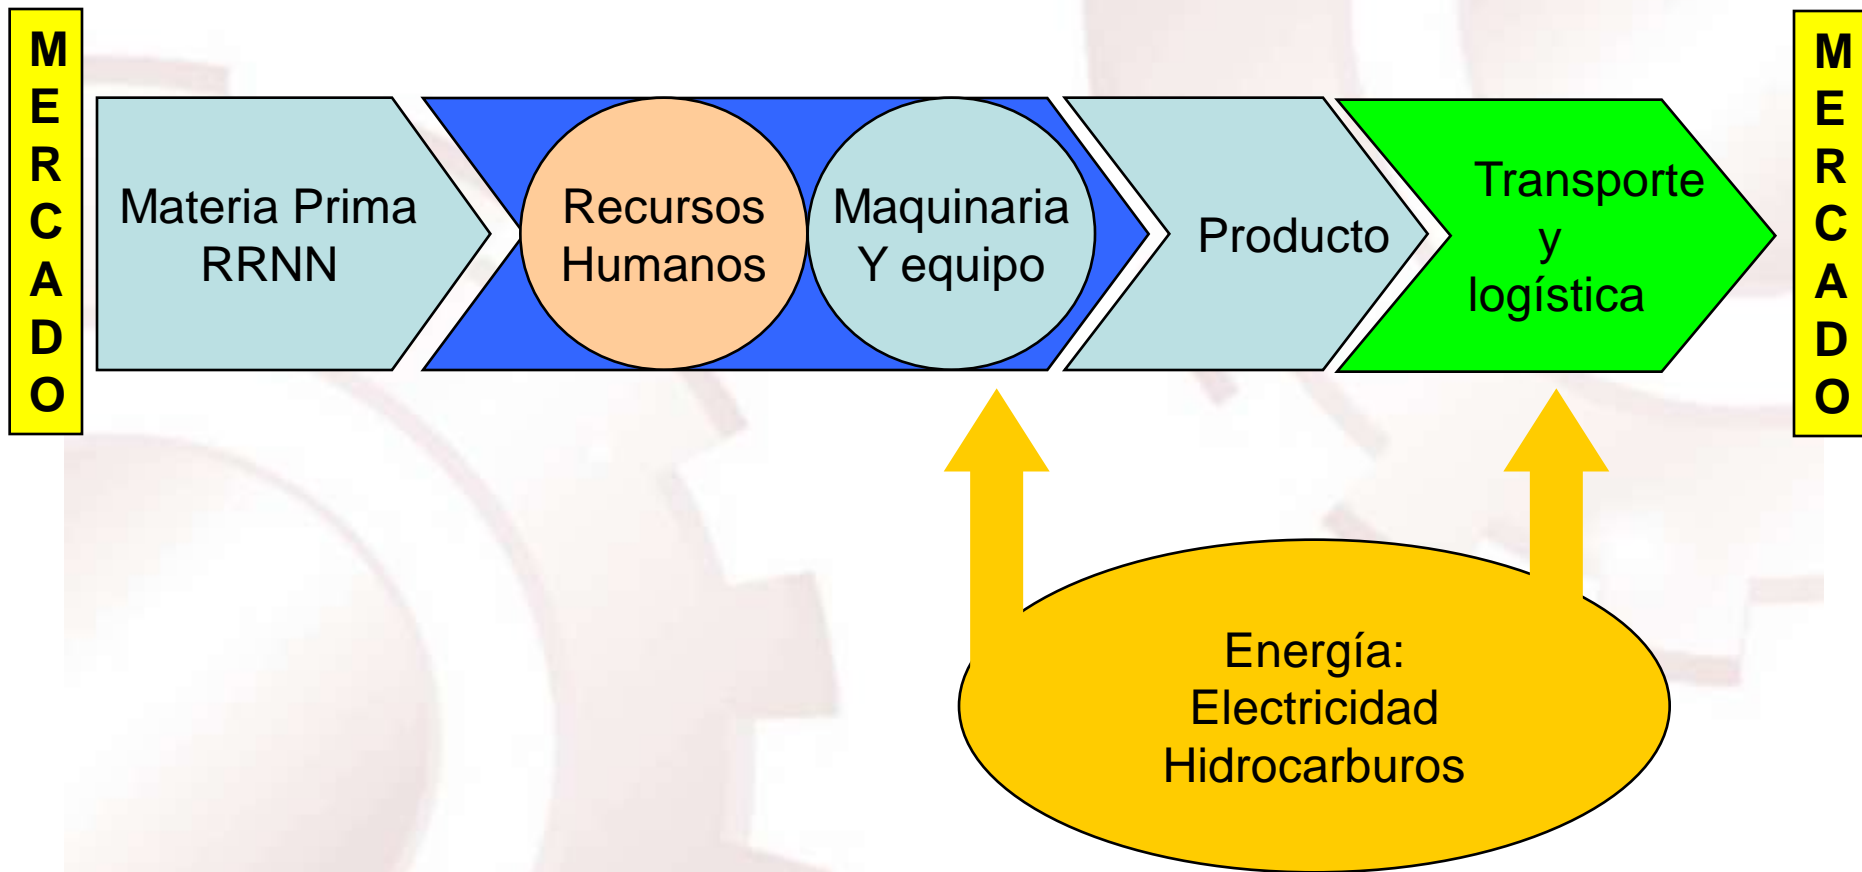 MERCADO
Materia Prima
RRNN
Recursos
Humanos
Maquinaria
Y equipo
Producto
Transporte
y
logística
MERCADO
Energía:
Electricidad
Hidrocarburos